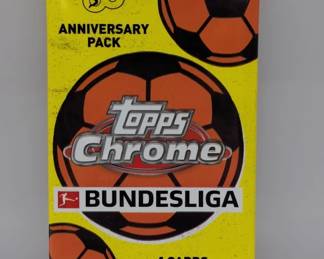 ANNIVERSARY
PACK
Topps
Chrome
BUNDESLIGA